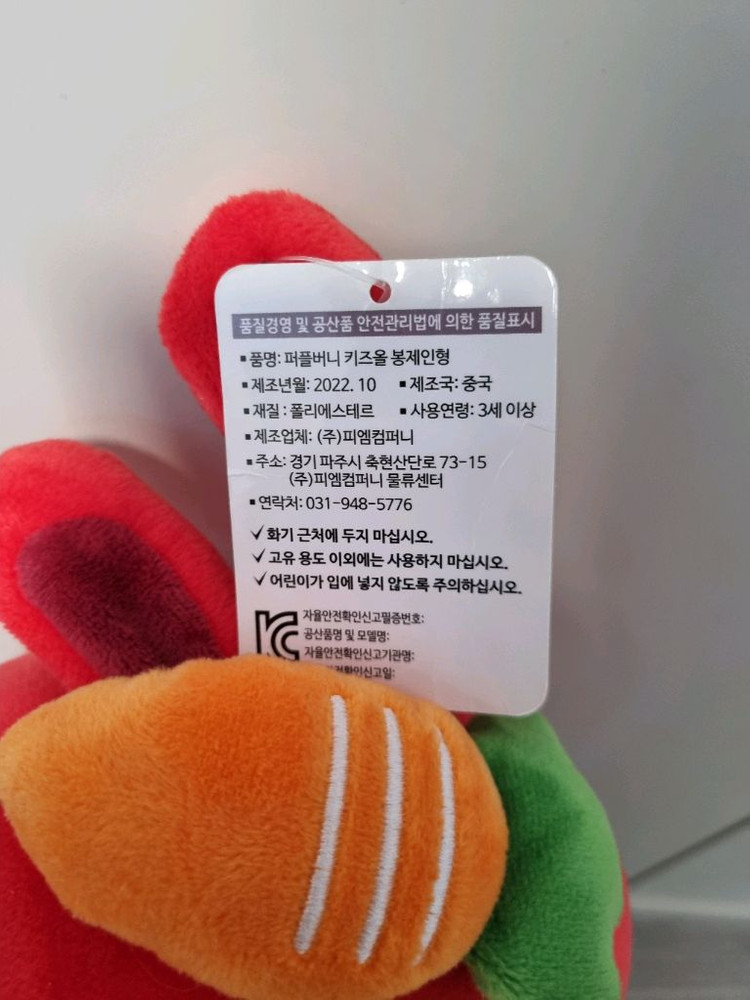 품질경영 및 공산품 안전관리법에 의한 품질표시
▪품명: 퍼플버니 키즈올 봉제인형
▪제조년월: 2022. 10 ▪제조국: 중국
▪재질 : 폴리에스테르 ▪사용연령: 3세 이상
▪제조업체: (주)피엠컴퍼니
▪주소: 경기 파주시 축현산단로 73-15
(주)피엠컴퍼니 물류센터
▪연락처: 031-948-5776
✓화기 근처에 두지 마십시오.
✓고유 용도 이외에는 사용하지 마십시오.
✓어린이가 입에 넣지 않도록 주의하십시오.
KC
자율안전확인신고필증번호:
공산품명 및 모델명:
자율안전확인신고기관명:
안전확인신고일: